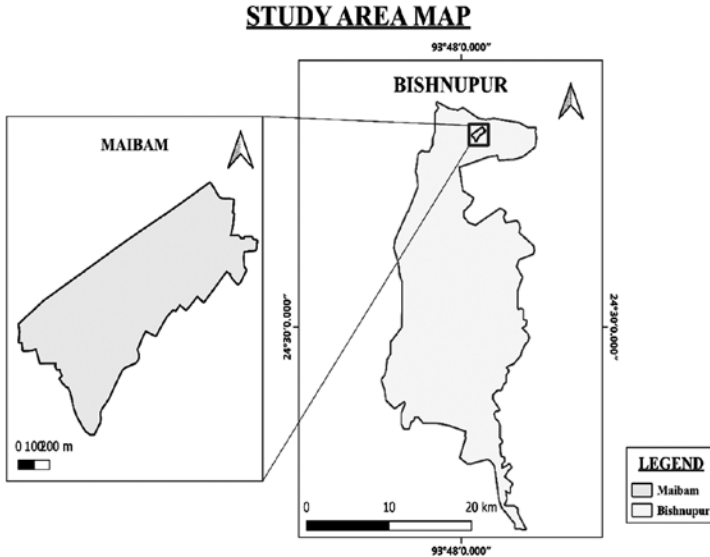 STUDY AREA MAP
93°48'0.000"
BISHNUPUR
MAIBAM
24°30'0.000"
24°30'0.000"
0 100200 m
0 10 20 km
93°48'0.000"
LEGEND
Maibam
Bishnupur